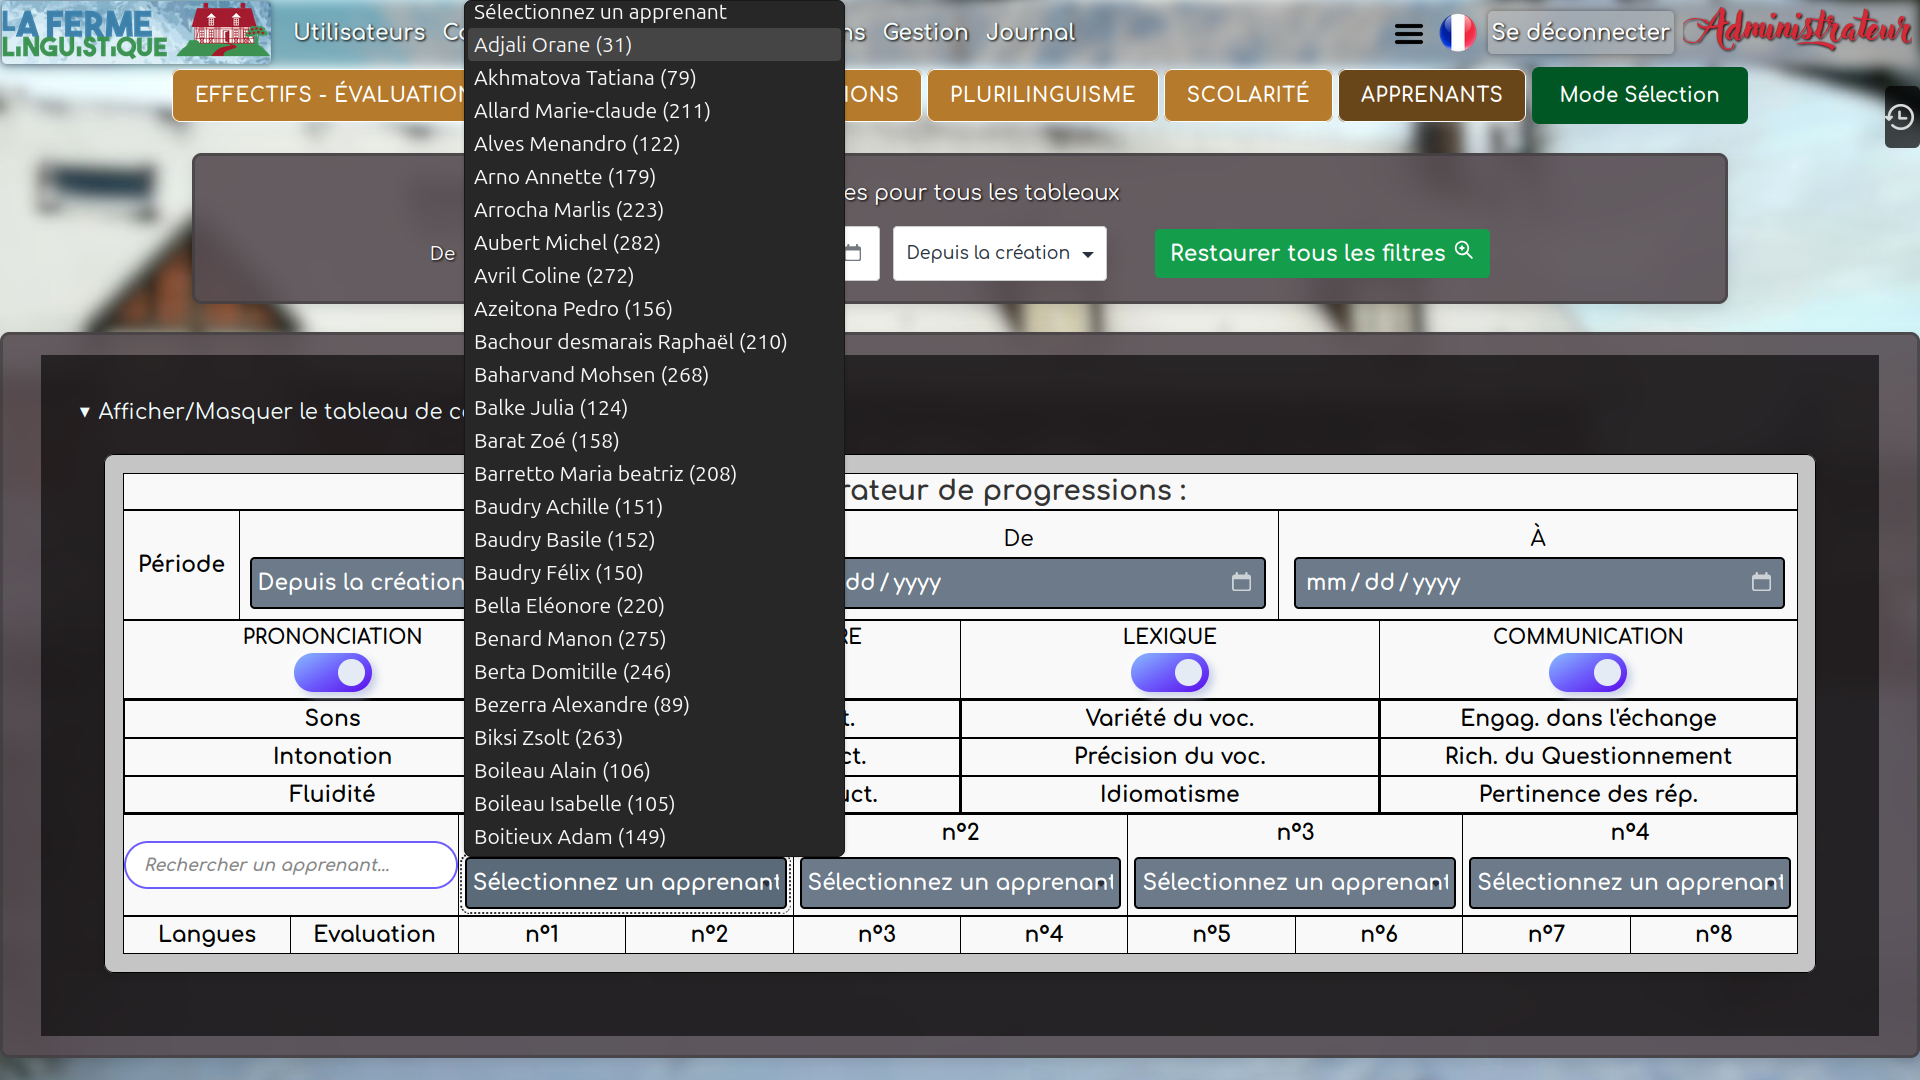 LA FERME
LINGUISTIQUE
Utilisateurs
Gestion
Journal
Se déconnecter
Administrateur
EFFECTIFS - ÉVALUATION
IONS
PLURILINGUISME
SCOLARITÉ
APPRENANTS
Mode Sélection
es pour tous les tableaux
De
Depuis la création
Restaurer tous les filtres
Afficher/Masquer le tableau de c
Sélectionnez un apprenant
Adjali Orane (31)
Akhmatova Tatiana (79)
Allard Marie-claude (211)
Alves Menandro (122)
Arno Annette (179)
Arrocha Marlis (223)
Aubert Michel (282)
Avril Coline (272)
Azeitona Pedro (156)
Bachour desmarais Raphaël (210)
Baharvand Mohsen (268)
Balke Julia (124)
Barat Zoé (158)
Barretto Maria beatriz (208)
Baudry Achille (151)
Baudry Basile (152)
Baudry Félix (150)
Bella Eléonore (220)
Benard Manon (275)
Berta Domitille (246)
Bezerra Alexandre (89)
Biksi Zsolt (263)
Boileau Alain (106)
Boileau Isabelle (105)
Boitieux Adam (149)
rateur de progressions :
Période
Depuis la création
De
dd / yyyy
À
mm / dd / yyyy
PRONONCIATION
RE
LEXIQUE
COMMUNICATION
Sons
t.
Variété du voc.
Engag. dans l'échange
Intonation
ct.
Précision du voc.
Rich. du Questionnement
Fluidité
uct.
Idiomatisme
Pertinence des rép.
Rechercher un apprenant...
n°2
n°3
n°4
Sélectionnez un apprenant
Sélectionnez un apprenant
Sélectionnez un apprenant
Sélectionnez un apprenant
Langues
Evaluation
n°1
n°2
n°3
n°4
n°5
n°6
n°7
n°8